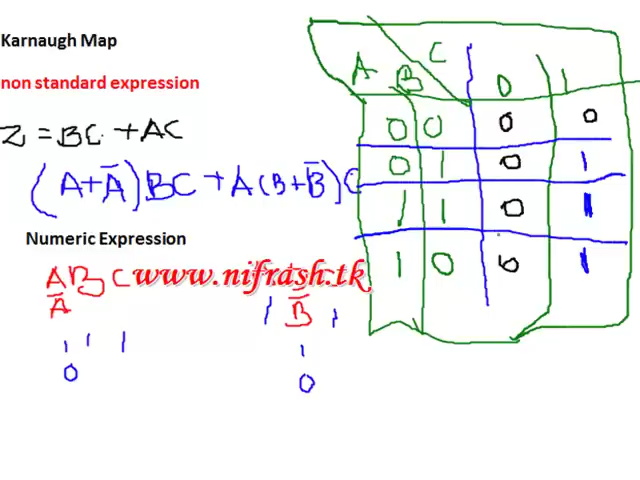 Karnaugh Map
non standard expression
Z = BC + AC
(A+A̅)BC + A(B+B̅)C
Numeric Expression
A B C
www.nifrash.tk
A̅
1 B̅ 1
1 1 1
1
0
0
C
A B 0 1
0 0 0 0
0 1 0 1
1 1 0 1
1 0 0 1